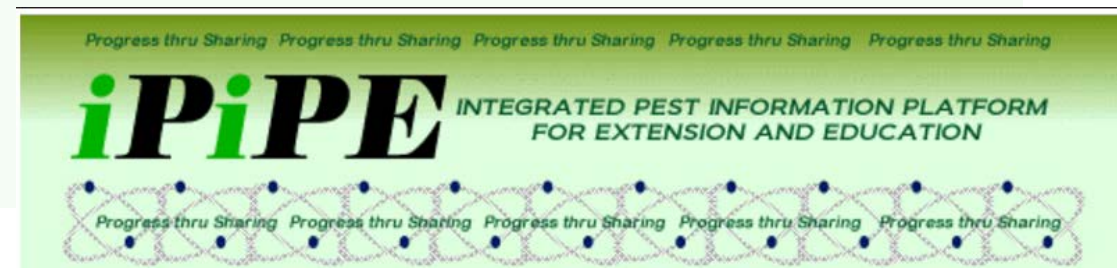 Progress thru Sharing Progress thru Sharing Progress thru Sharing Progress thru Sharing Progress thru Sharing
iPiPE
INTEGRATED PEST INFORMATION PLATFORM
FOR EXTENSION AND EDUCATION
Progress thru Sharing Progress thru Sharing Progress thru Sharing Progress thru Sharing Progress thru Sharing